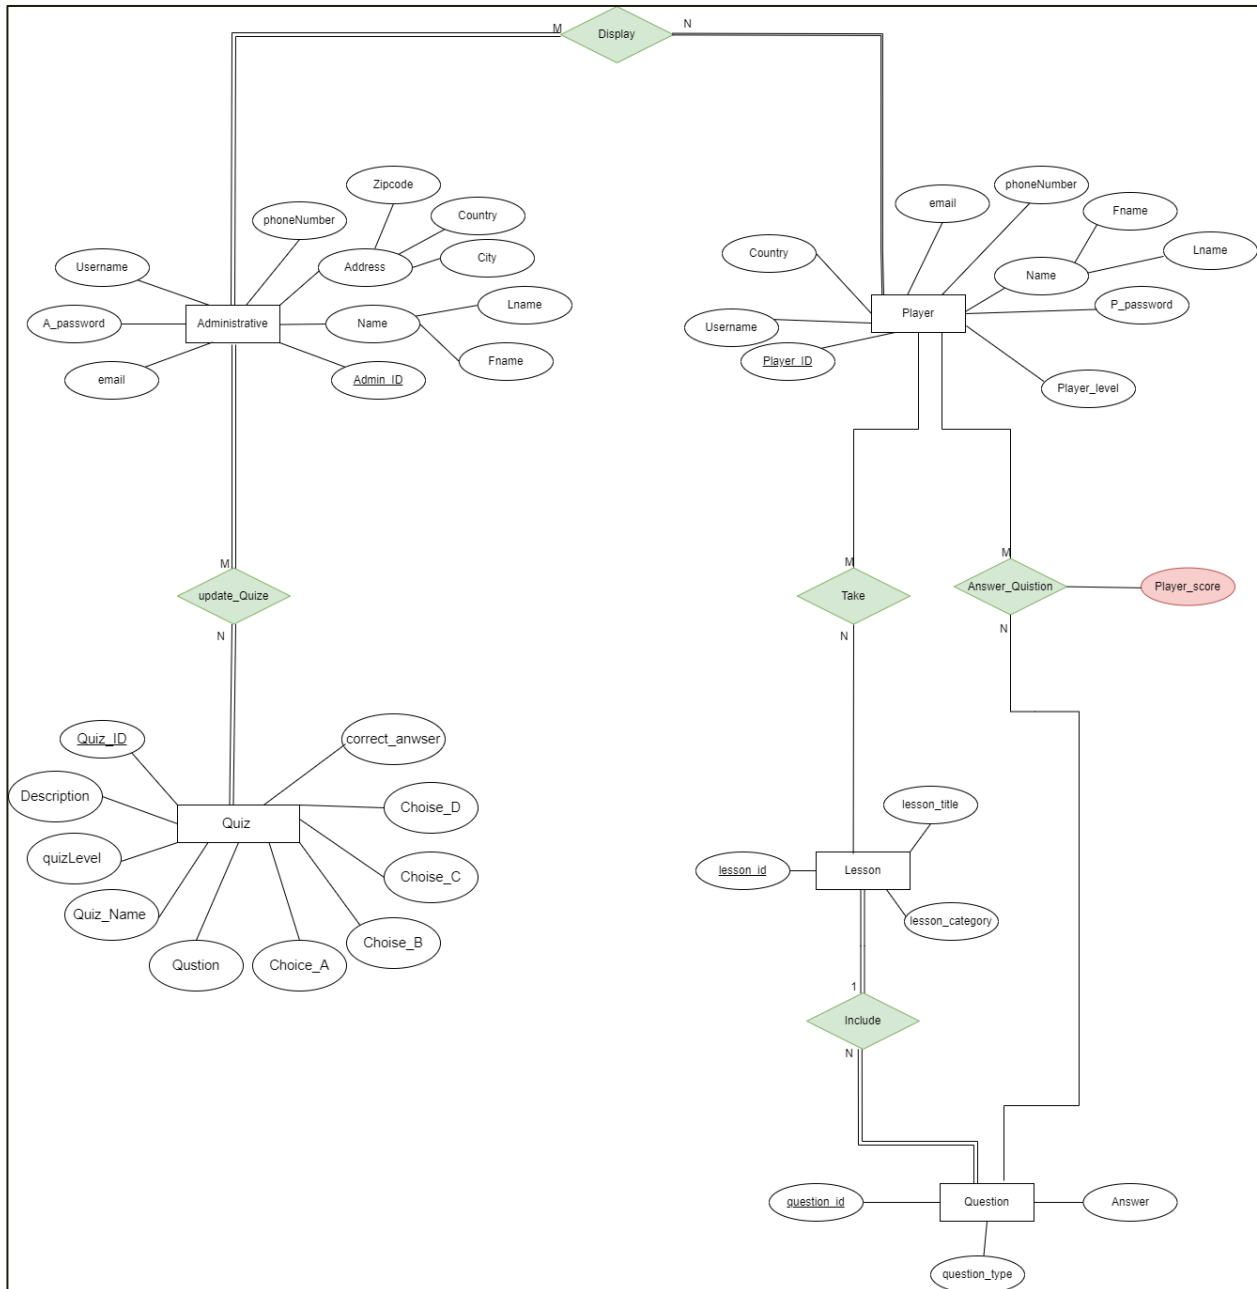 Display
M
N
Zipcode
phoneNumber
Country
Address
City
Username
Name
Lname
A_password
Administrative
Fname
email
Admin_ID
email
phoneNumber
Fname
Country
Name
Lname
Player
P_password
Username
Player_ID
Player_level
M
update_Quize
N
M
Take
N
M
Answer_Quistion
N
Player_score
Quiz_ID
correct_anwser
Description
Choise_D
Quiz
quizLevel
Choise_C
Quiz_Name
Choise_B
Qustion
Choice_A
lesson_title
lesson_id
Lesson
lesson_category
1
Include
N
question_id
Question
Answer
question_type